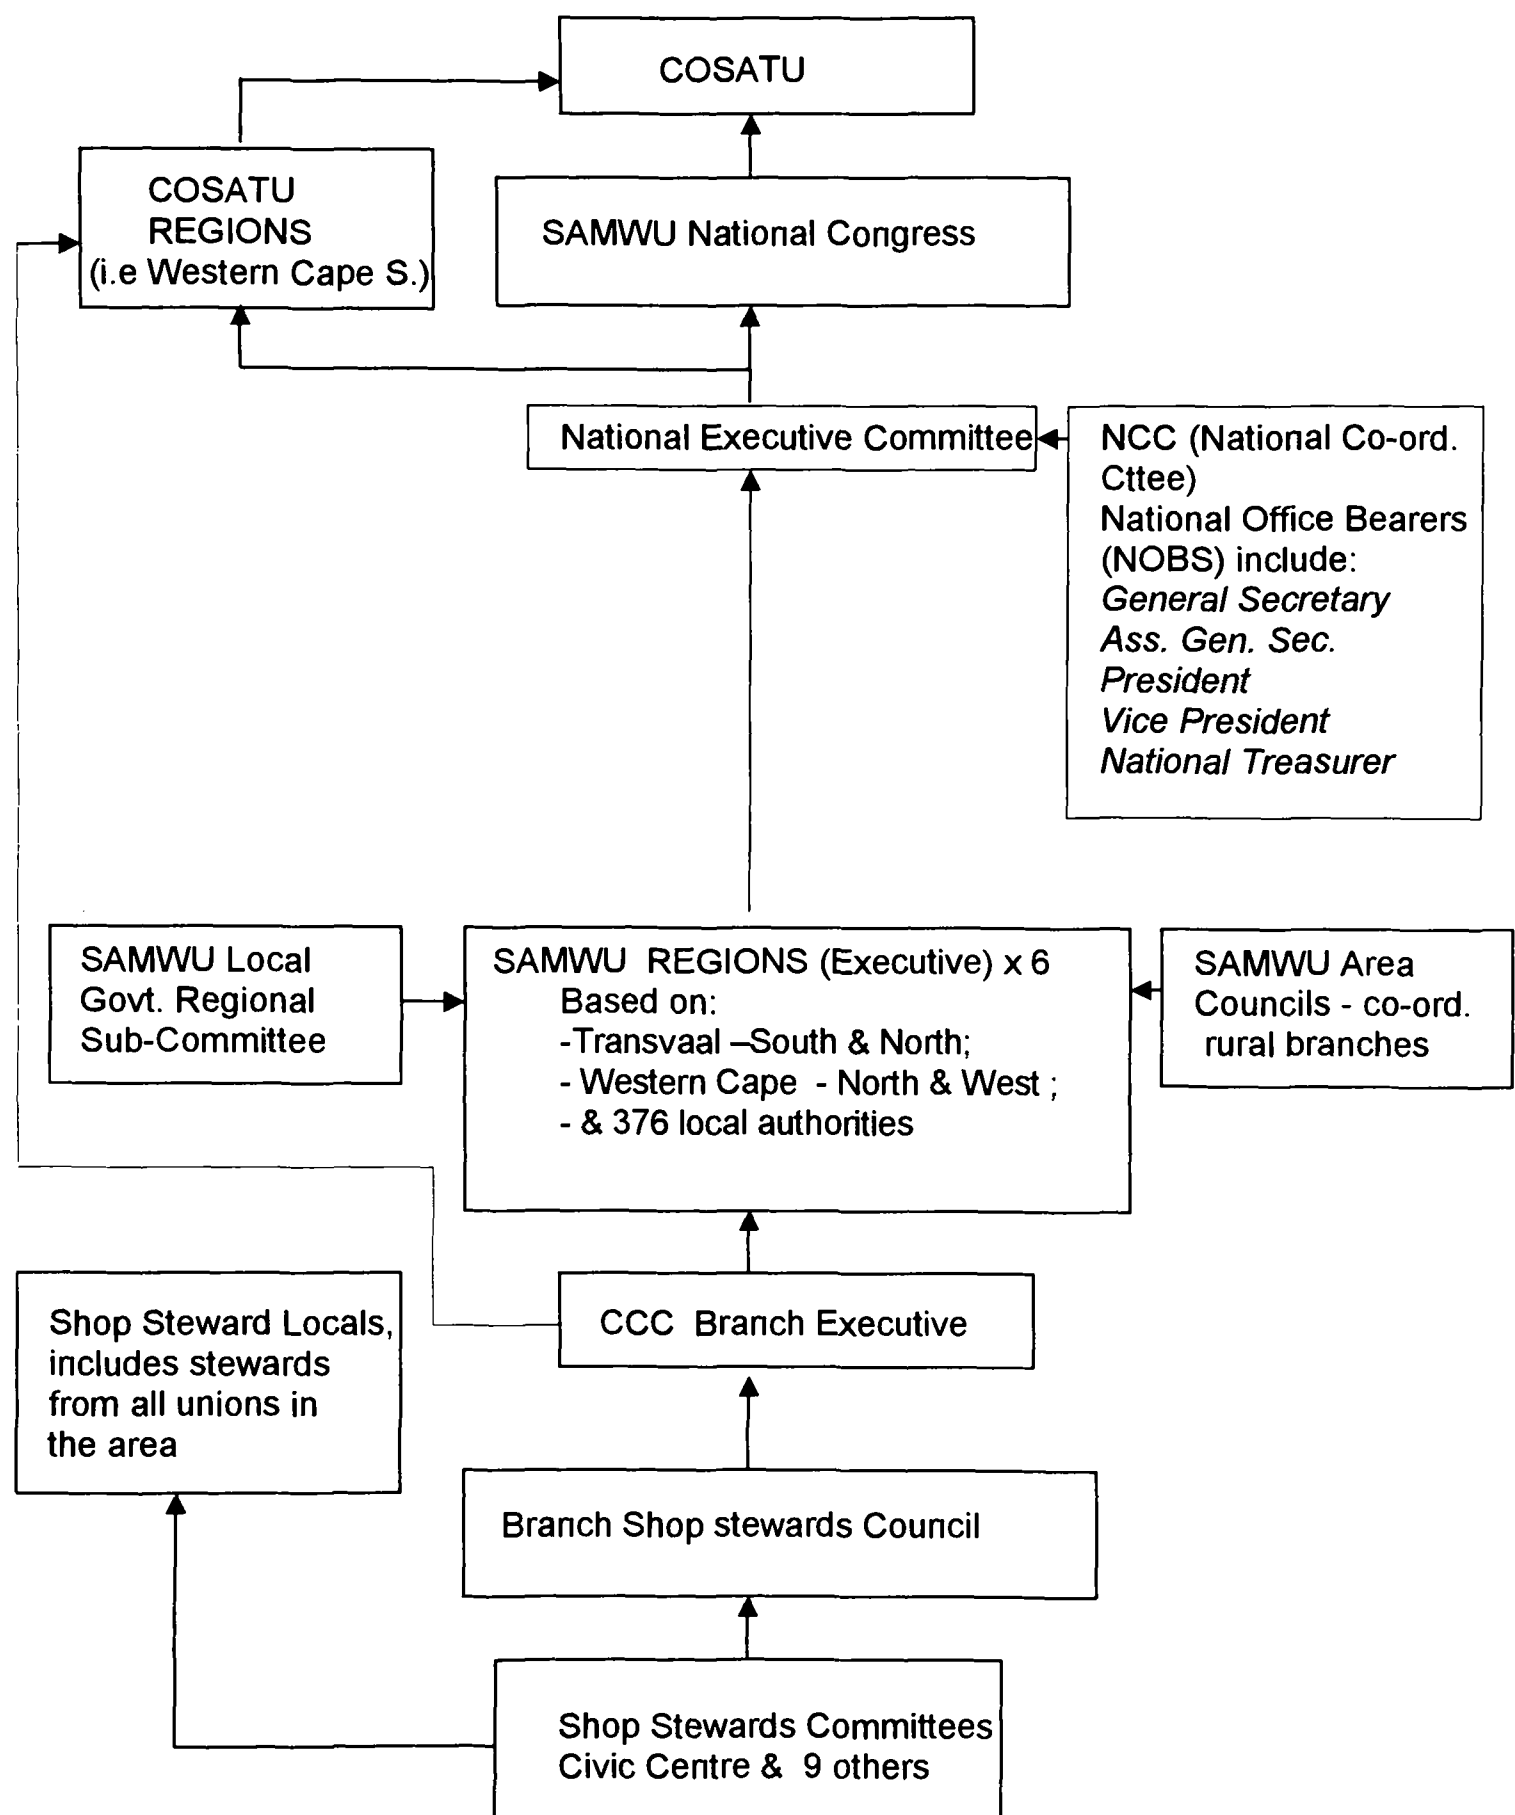 COSATU
COSATU
REGIONS
(i.e Western Cape S.)
SAMWU National Congress
National Executive Committee
NCC (National Co-ord.
Cttee)
National Office Bearers
(NOBS) include:
General Secretary
Ass. Gen. Sec.
President
Vice President
National Treasurer
SAMWU Local
Govt. Regional
Sub-Committee
SAMWU REGIONS (Executive) x 6
Based on:
-Transvaal –South & North;
- Western Cape - North & West ;
- & 376 local authorities
SAMWU Area
Councils - co-ord.
rural branches
Shop Steward Locals,
includes stewards
from all unions in
the area
CCC Branch Executive
Branch Shop stewards Council
Shop Stewards Committees
Civic Centre & 9 others